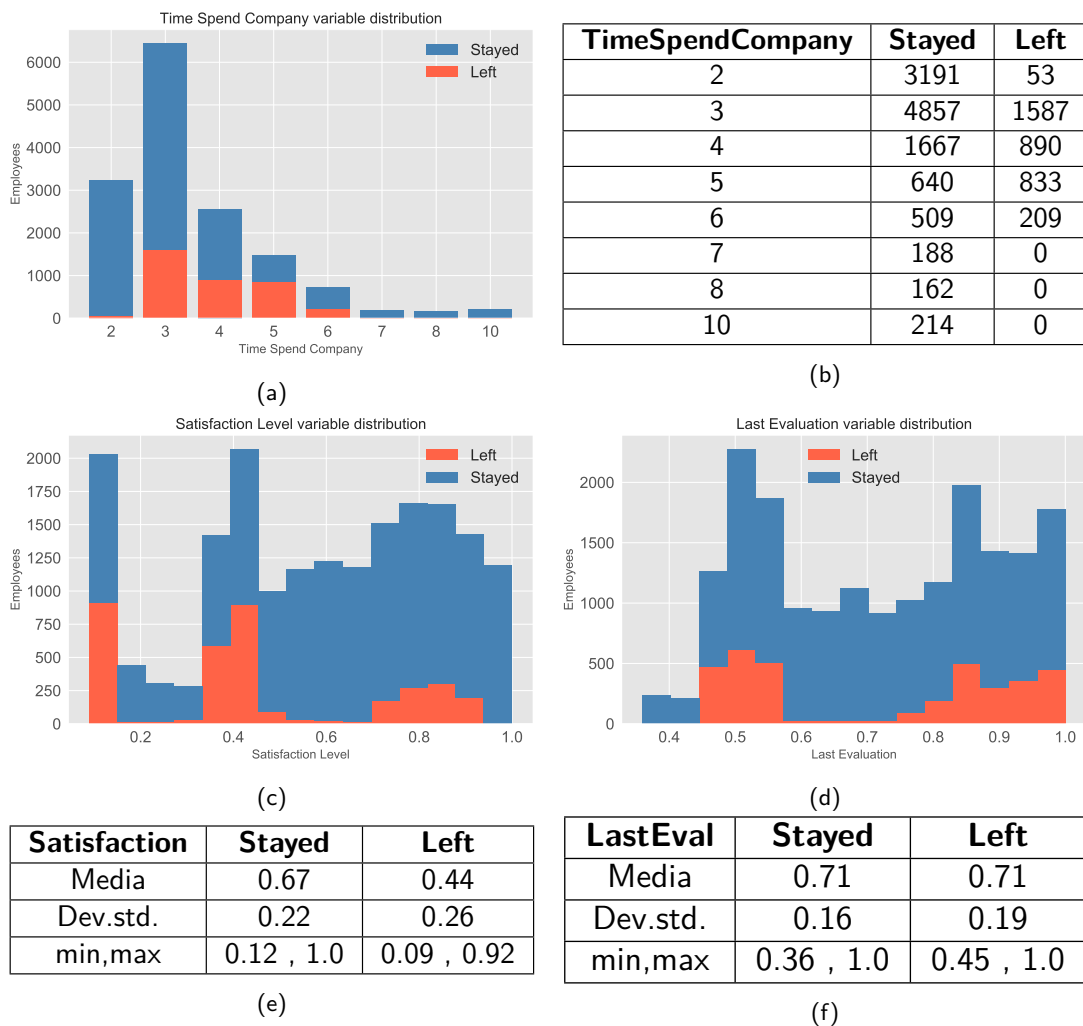 Time Spend Company variable distribution
Stayed
Left
6000
5000
4000
3000
2000
1000
0
Employees
2 3 4 5 6 7 8 10
Time Spend Company
(a)
TimeSpendCompany Stayed Left
2 3191 53
3 4857 1587
4 1667 890
5 640 833
6 509 209
7 188 0
8 162 0
10 214 0
(b)
Satisfaction Level variable distribution
Left
Stayed
2000
1750
1500
1250
1000
750
500
250
0
Employees
0.2 0.4 0.6 0.8 1.0
Satisfaction Level
(c)
Last Evaluation variable distribution
Left
Stayed
2000
1500
1000
500
0
Employees
0.4 0.5 0.6 0.7 0.8 0.9 1.0
Last Evaluation
(d)
Satisfaction Stayed Left
Media 0.67 0.44
Dev.std. 0.22 0.26
min,max 0.12 , 1.0 0.09 , 0.92
(e)
LastEval Stayed Left
Media 0.71 0.71
Dev.std. 0.16 0.19
min,max 0.36 , 1.0 0.45 , 1.0
(f)